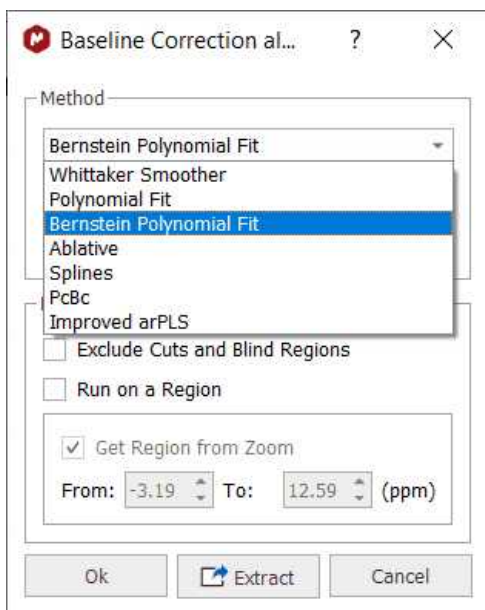 Baseline Correction al... ?
Method
Bernstein Polynomial Fit
Whittaker Smoother
Polynomial Fit
Bernstein Polynomial Fit
Ablative
Splines
PcBc
Improved arPLS
Exclude Cuts and Blind Regions
Run on a Region
Get Region from Zoom
From: -3.19 To: 12.59 (ppm)
Ok Extract Cancel